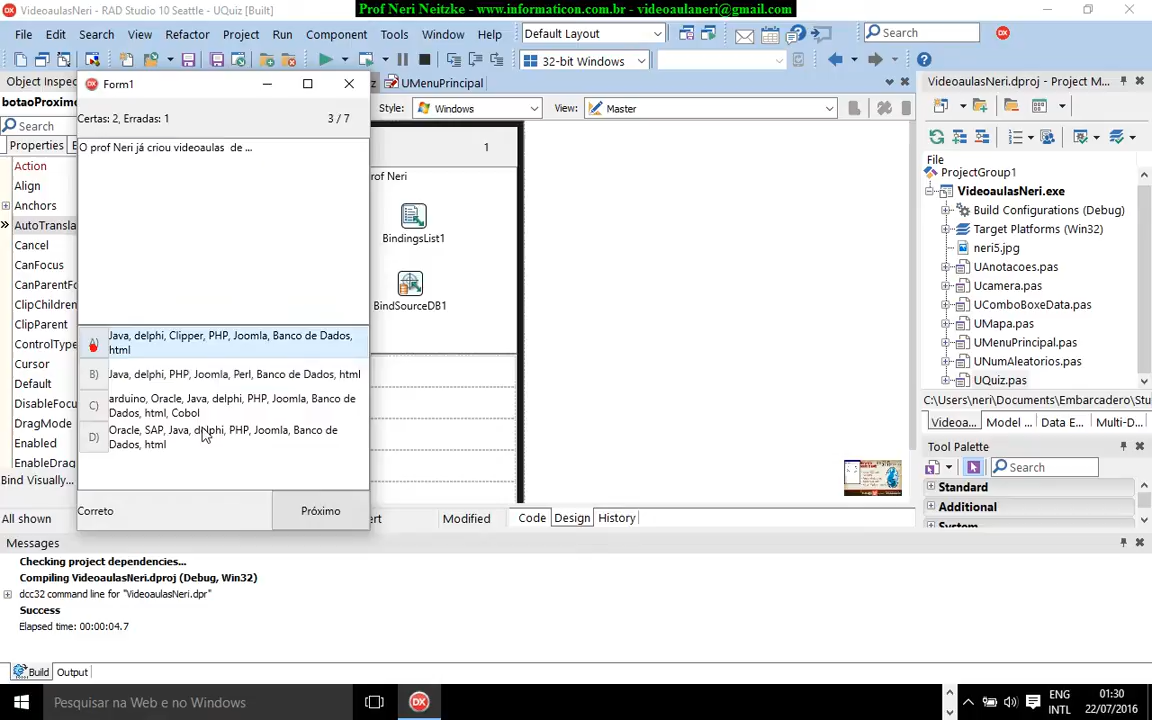 VideoaulasNeri - RAD Studio 10 Seattle - UQuiz [Built]
Prof Neri Neitzke - www.informaticon.com.br - videoaulaneri@gmail.com
File Edit Search View Refactor Project Run Component Tools Window Help
Default Layout
Search
32-bit Windows
Object Inspe
Form1
UMenuPrincipal
VideoaulasNeri.dproj - Project M...
botaoProximo
Certas: 2, Erradas: 1
3 / 7
Style:
Windows
View:
Master
Search
O prof Neri já criou videoaulas de ...
Properties
1
Action
Align
Anchors
AutoTransla
Cancel
CanFocus
CanParentFo
ClipChildren
ClipParent
ControlType
Cursor
Default
DisableFocu
DragMode
Enabled
EnableDrag
Bind Visually...
All shown
rof Neri
BindingsList1
BindSourceDB1
A)
Java, delphi, Clipper, PHP, Joomla, Banco de Dados,
html
B)
Java, delphi, PHP, Joomla, Perl, Banco de Dados, html
C)
arduino, Oracle, Java, delphi, PHP, Joomla, Banco de
Dados, html, Cobol
D)
Oracle, SAP, Java, delphi, PHP, Joomla, Banco de
Dados, html
Correto
Próximo
ert
Modified
Code Design History
File
ProjectGroup1
VideoaulasNeri.exe
Build Configurations (Debug)
Target Platforms (Win32)
neri5.jpg
UAnotacoes.pas
Ucamera.pas
UComboBoxData.pas
UMapa.pas
UMenuPrincipal.pas
UNumAleatorios.pas
UQuiz.pas
C:\Users\neri\Documents\Embarcadero\Stu
Videoa... Model ... Data E... Multi-D...
Tool Palette
Search
Standard
Additional
System
Messages
Checking project dependencies...
Compiling VideoaulasNeri.dproj (Debug, Win32)
dcc32 command line for "VideoaulasNeri.dpr"
Success
Elapsed time: 00:00:04.7
Build Output
Pesquisar na Web e no Windows
DX
ENG
INTL
01:30
22/07/2016